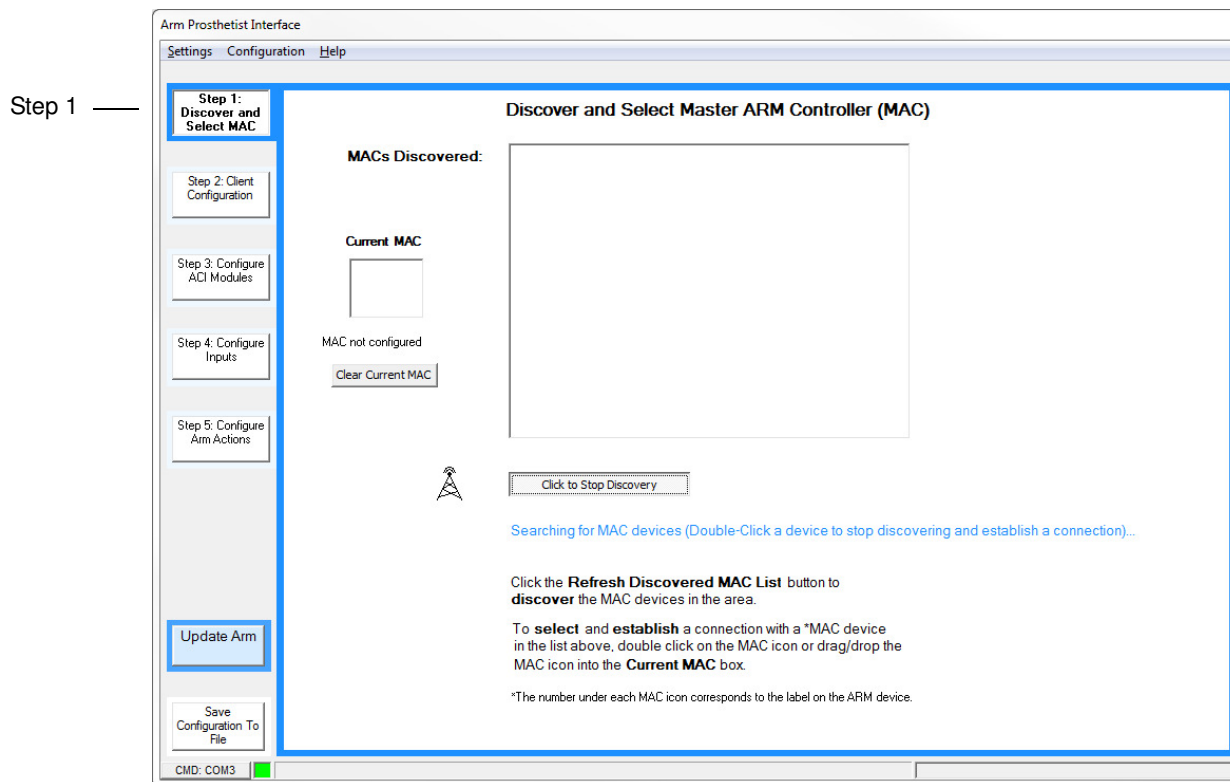 Arm Prosthetist Interface
Settings Configuration Help
Step 1
Step 1:
Discover and
Select MAC
Step 2: Client
Configuration
Step 3: Configure
ACI Modules
Step 4: Configure
Inputs
Step 5: Configure
Arm Actions
Update Arm
Save
Configuration To
File
Discover and Select Master ARM Controller (MAC)
MACs Discovered:
Current MAC
MAC not configured
Clear Current MAC
Click to Stop Discovery
Searching for MAC devices (Double-Click a device to stop discovering and establish a connection)...
Click the Refresh Discovered MAC List button to
discover the MAC devices in the area.
To select and establish a connection with a *MAC device
in the list above, double click on the MAC icon or drag/drop the
MAC icon into the Current MAC box.
*The number under each MAC icon corresponds to the label on the ARM device.
CMD: COM3